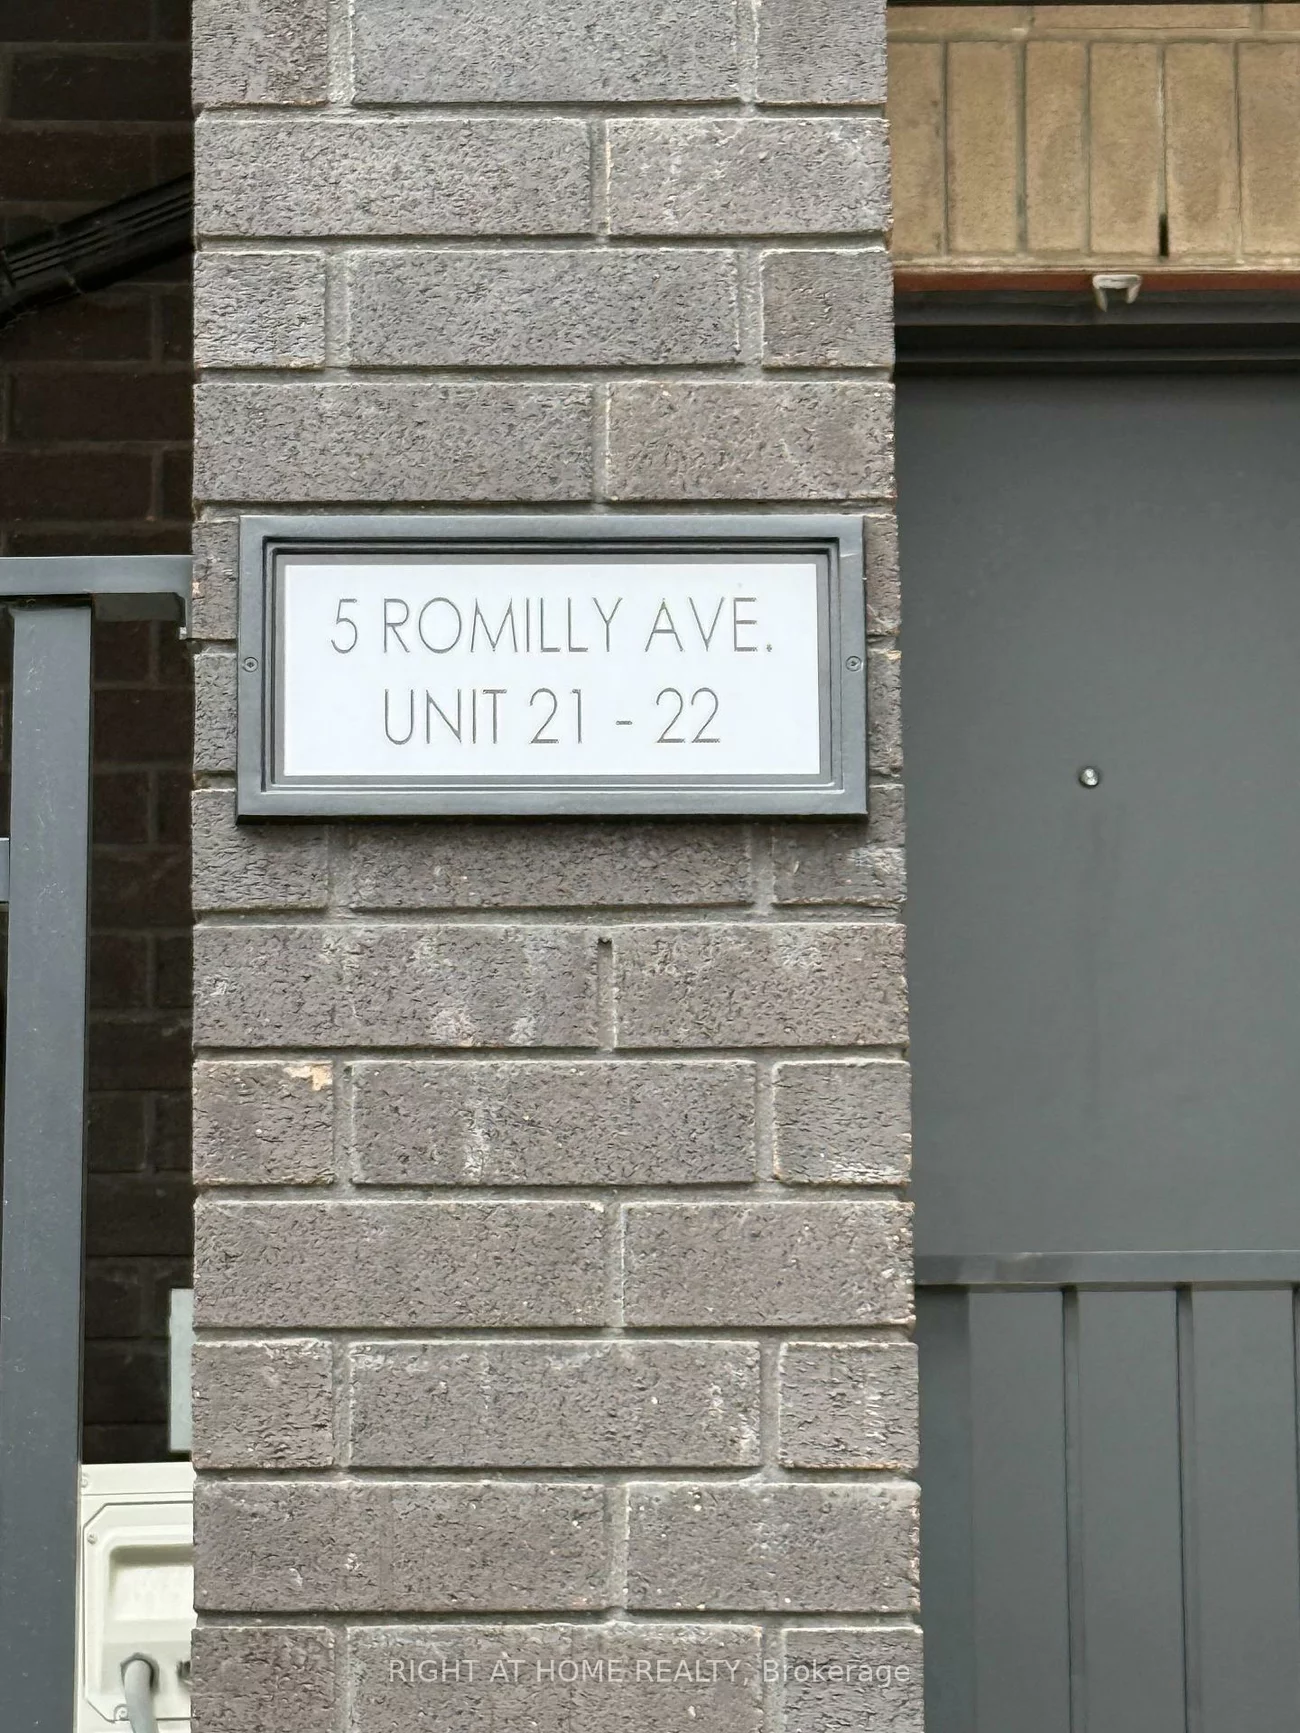 5 ROMILLY AVE.
UNIT 21 - 22
RIGHT AT HOME REALTY, Brokerage